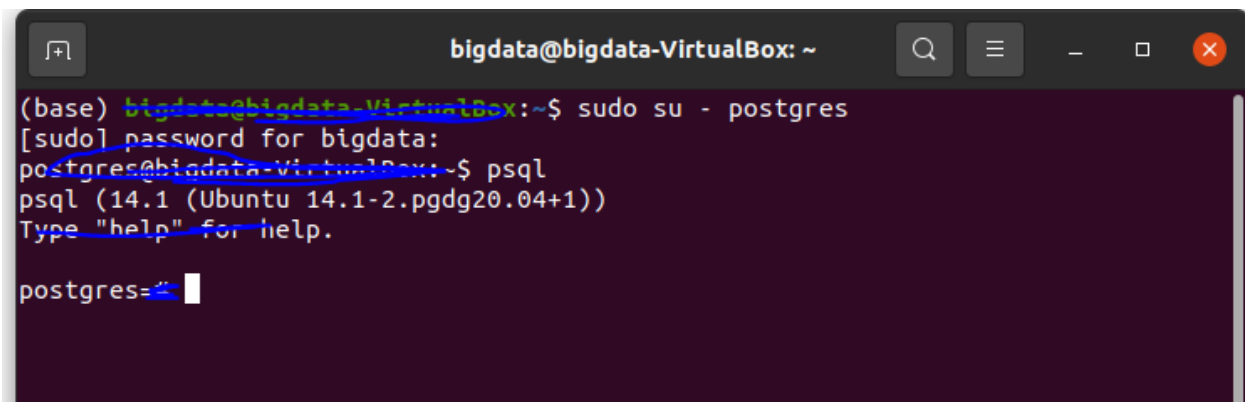 bigdata@bigdata-VirtualBox: ~
(base) bigdata@bigdata-VirtualBox:~$ sudo su - postgres
[sudo] password for bigdata:
postgres@bigdata-VirtualBox:~$ psql
psql (14.1 (Ubuntu 14.1-2.pgdg20.04+1))
Type "help" for help.
postgres=#